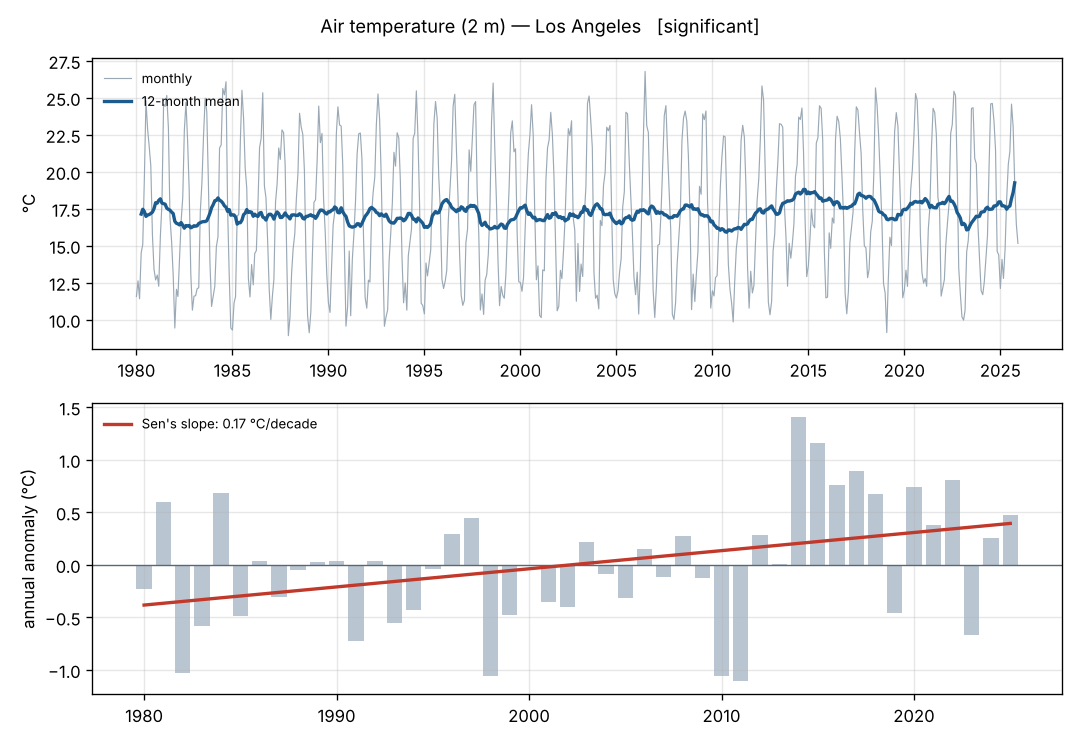 Air temperature (2 m) — Los Angeles   [significant]
27.5
25.0
22.5
20.0
17.5
15.0
12.5
10.0
°C
monthly
12-month mean
1980 1985 1990 1995 2000 2005 2010 2015 2020 2025
1.5
1.0
0.5
0.0
−0.5
−1.0
annual anomaly (°C)
Sen's slope: 0.17 °C/decade
1980 1990 2000 2010 2020